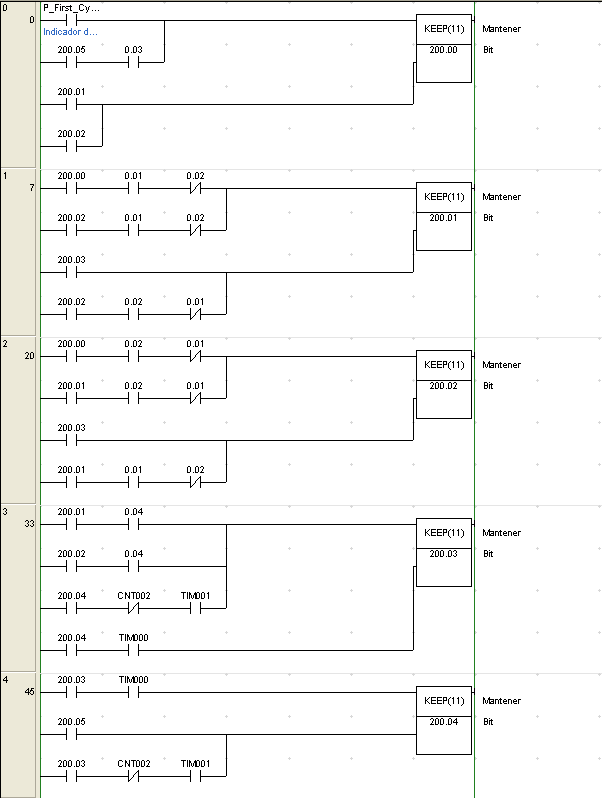 0
P_First_Cy...
0
KEEP(11) Mantener
Indicador d...
200.05 0.03
200.00 Bit
200.01
200.02
1
200.00 0.01 0.02
7
KEEP(11) Mantener
200.02 0.01 0.02
200.01 Bit
200.03
200.02 0.02 0.01
2
200.00 0.02 0.01
20
KEEP(11) Mantener
200.01 0.02 0.01
200.02 Bit
200.03
200.01 0.01 0.02
3
200.01 0.04
33
KEEP(11) Mantener
200.02 0.04
200.03 Bit
200.04 CNT002 TIM001
200.04 TIM000
4
200.03 TIM000
45
KEEP(11) Mantener
200.05
200.04 Bit
200.03 CNT002 TIM001